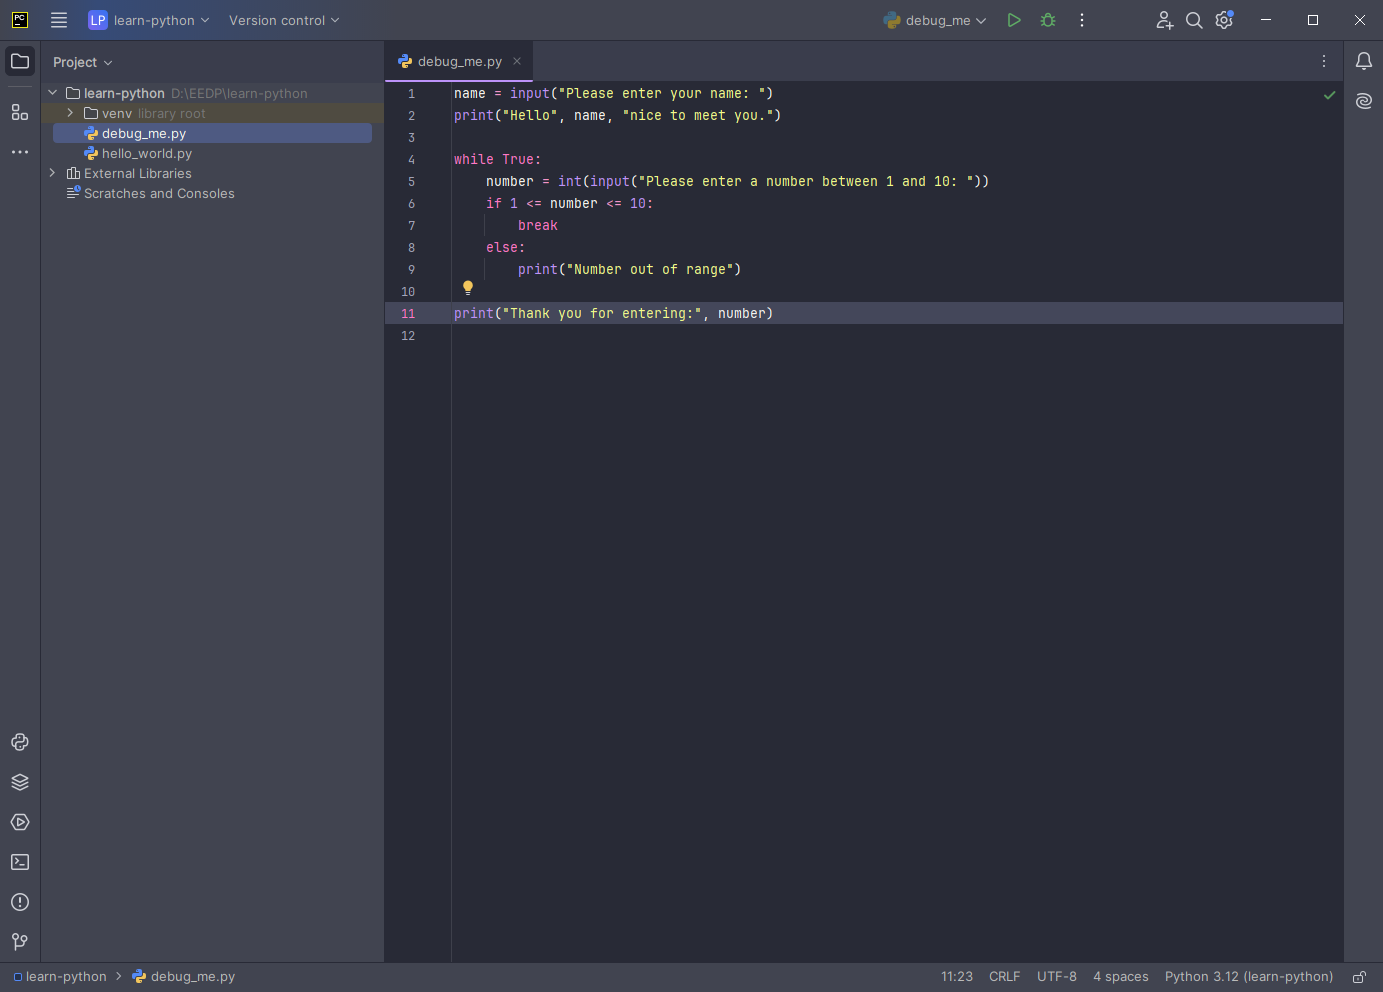 PC
LP learn-python Version control debug_me
Project debug_me.py
learn-python D:\EEDP\learn-python
venv library root
debug_me.py
hello_world.py
External Libraries
Scratches and Consoles
1 name = input("Please enter your name: ")
2 print("Hello", name, "nice to meet you.")
3
4 while True:
5     number = int(input("Please enter a number between 1 and 10: "))
6     if 1 <= number <= 10:
7         break
8     else:
9         print("Number out of range")
10
11 print("Thank you for entering:", number)
12
learn-python debug_me.py 11:23 CRLF UTF-8 4 spaces Python 3.12 (learn-python)